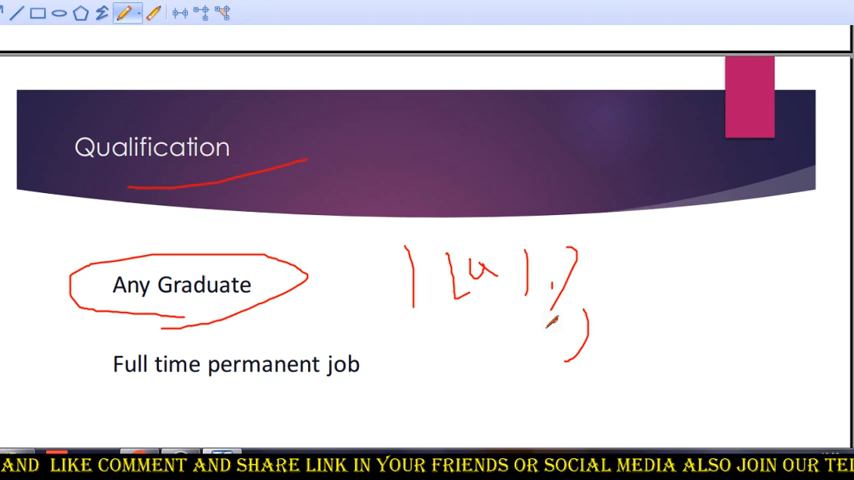 Qualification
Any Graduate
Full time permanent job
AND LIKE COMMENT AND SHARE LINK IN YOUR FRIENDS OR SOCIAL MEDIA ALSO JOIN OUR TEL